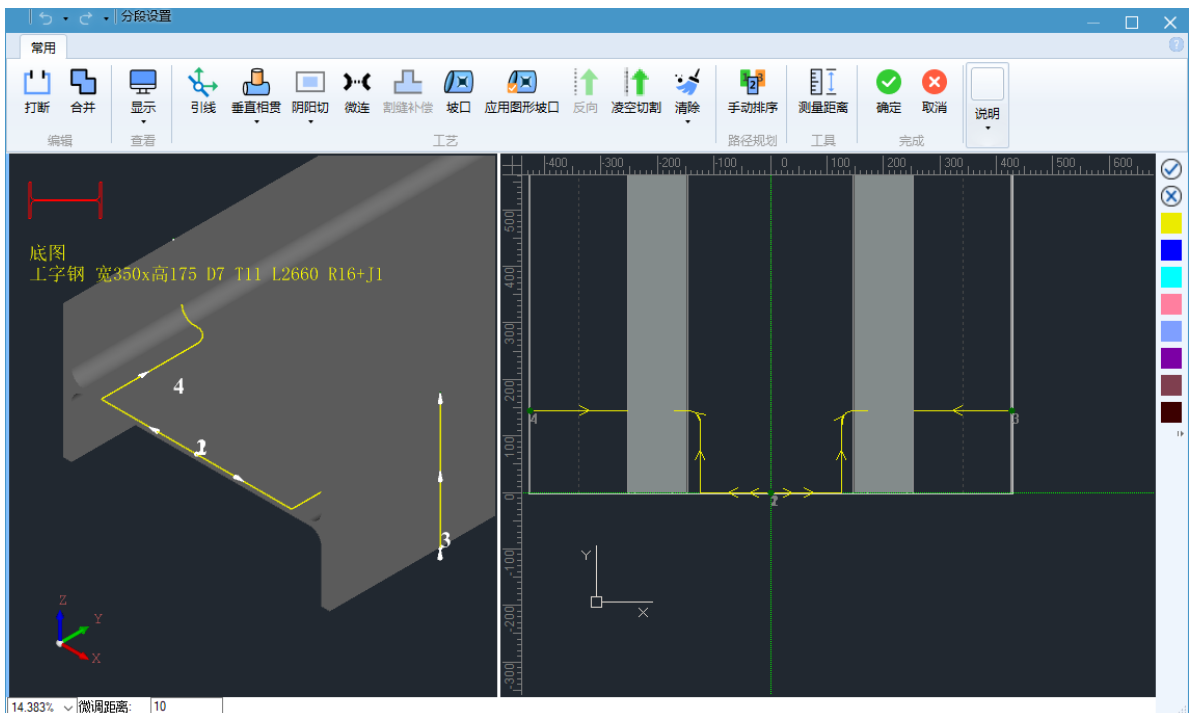 分段设置
常用
打断 合并 显示 引线 垂直相贯 阴阳切 微连 割缝补偿 坡口 应用图形坡口 反向 凌空切割 清除 手动排序 测量距离 确定 取消 说明
编辑 查看 工艺 路径规划 工具 完成
底图
工字钢 宽350x高175 D7 T11 L2660 R16+J1
4
2
3
Z
Y
X
-400 -300 -200 -100 0 100 200 300 400 500 600
500
400
300
200
100
0
-100
-200
-300
4
3
2
Y
X
14.383% 微调距离: 10